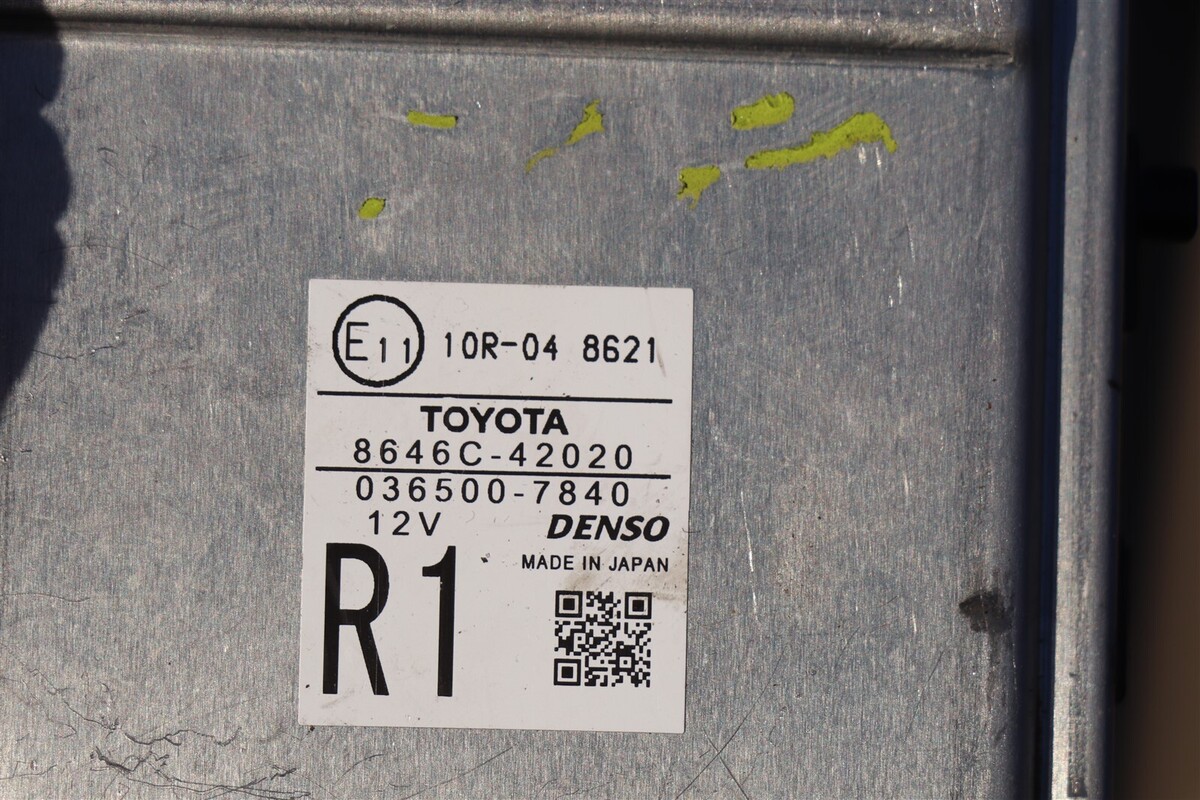 E11 10R-04 8621
TOYOTA
8646C-42020
036500-7840
12V DENSO
MADE IN JAPAN
R1